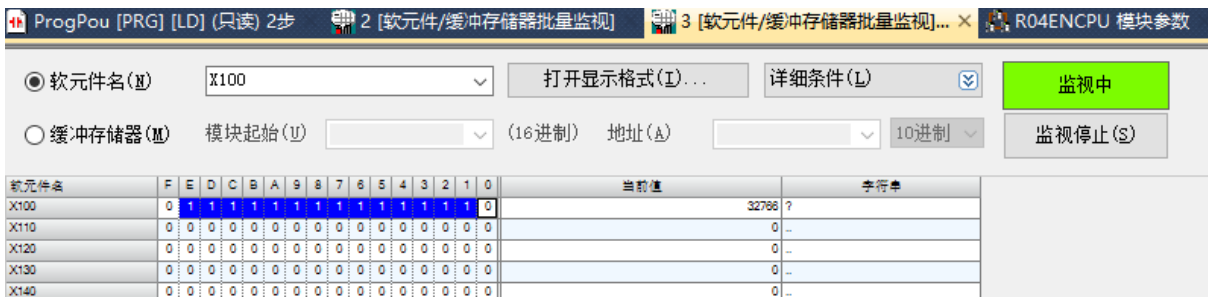 ProgPou [PRG] [LD] (只读) 2步 2 [软元件/缓冲存储器批量监视] 3 [软元件/缓冲存储器批量监视]... × R04ENCPU 模块参数
软元件名(N) X100 打开显示格式(I)... 详细条件(L) 监视中
缓冲存储器(M) 模块起始(U) (16进制) 地址(A) 10进制 监视停止(S)
软元件名 F E D C B A 9 8 7 6 5 4 3 2 1 0 当前值 字符串
X100 0 1 1 1 1 1 1 1 1 1 1 1 1 1 1 0 32766 ?
X110 0 0 0 0 0 0 0 0 0 0 0 0 0 0 0 0 0 ..
X120 0 0 0 0 0 0 0 0 0 0 0 0 0 0 0 0 0 ..
X130 0 0 0 0 0 0 0 0 0 0 0 0 0 0 0 0 0 ..
X140 0 0 0 0 0 0 0 0 0 0 0 0 0 0 0 0 0 ..